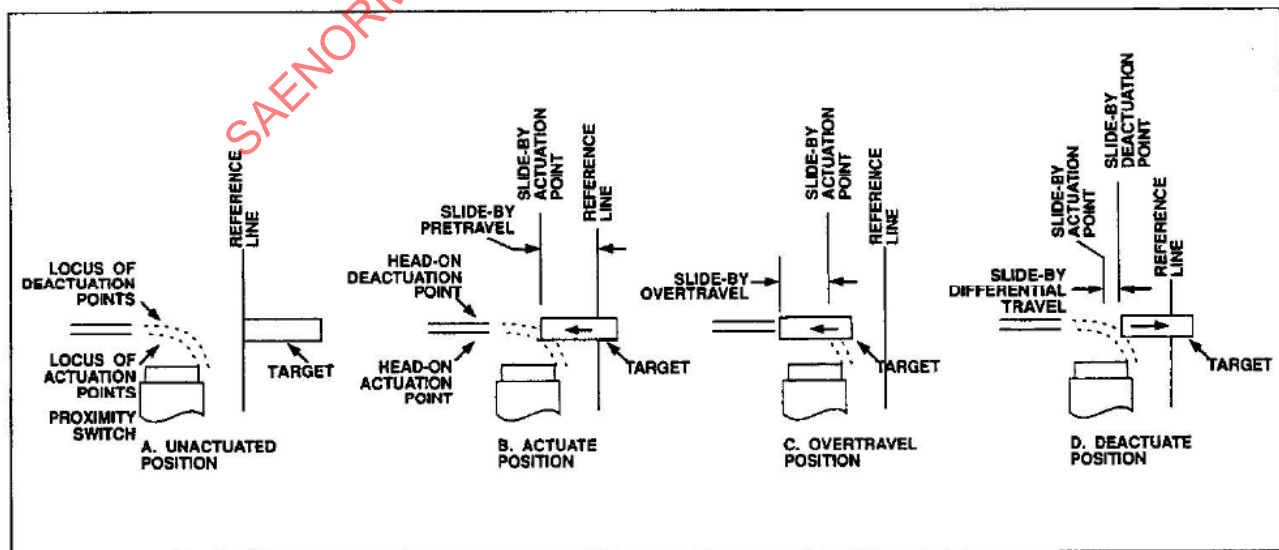 SAENORM
REFERENCE
LINE
LOCUS OF
DEACTUATION
POINTS
LOCUS OF
ACTUATION
POINTS
PROXIMITY
SWITCH
TARGET
A. UNACTUATED
POSITION
SLIDE-BY
ACTUATION
POINT
REFERENCE
LINE
SLIDE-BY
PRETRAVEL
HEAD-ON
DEACTUATION
POINT
HEAD-ON
ACTUATION
POINT
TARGET
B. ACTUATE
POSITION
SLIDE-BY
ACTUATION
POINT
REFERENCE
LINE
SLIDE-BY
OVERTRAVEL
TARGET
C. OVERTRAVEL
POSITION
SLIDE-BY
ACTUATION
POINT
SLIDE-BY
DEACTUATION
POINT
REFERENCE
LINE
SLIDE-BY
DIFFERENTIAL
TRAVEL
TARGET
D. DEACTUATE
POSITION